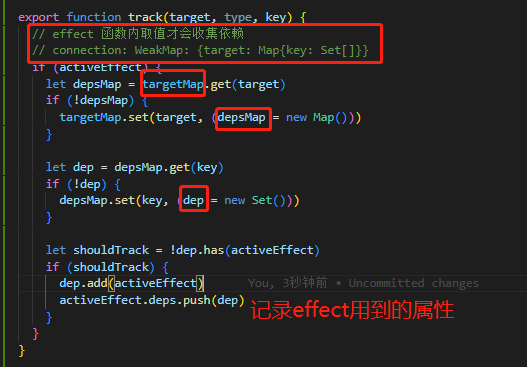 export function track(target, type, key) {
// effect 函数内取值才会收集依赖
// connection: WeakMap: {target: Map{key: Set[]}}
if (activeEffect) {
let depsMap = targetMap.get(target)
if (!depsMap) {
targetMap.set(target, (depsMap = new Map()))
}
let dep = depsMap.get(key)
if (!dep) {
depsMap.set(key, (dep = new Set()))
}
let shouldTrack = !dep.has(activeEffect)
if (shouldTrack) {
dep.add(activeEffect) You, 3秒钟前 • Uncommitted changes
activeEffect.deps.push(dep)
记录effect用到的属性
}
}
}